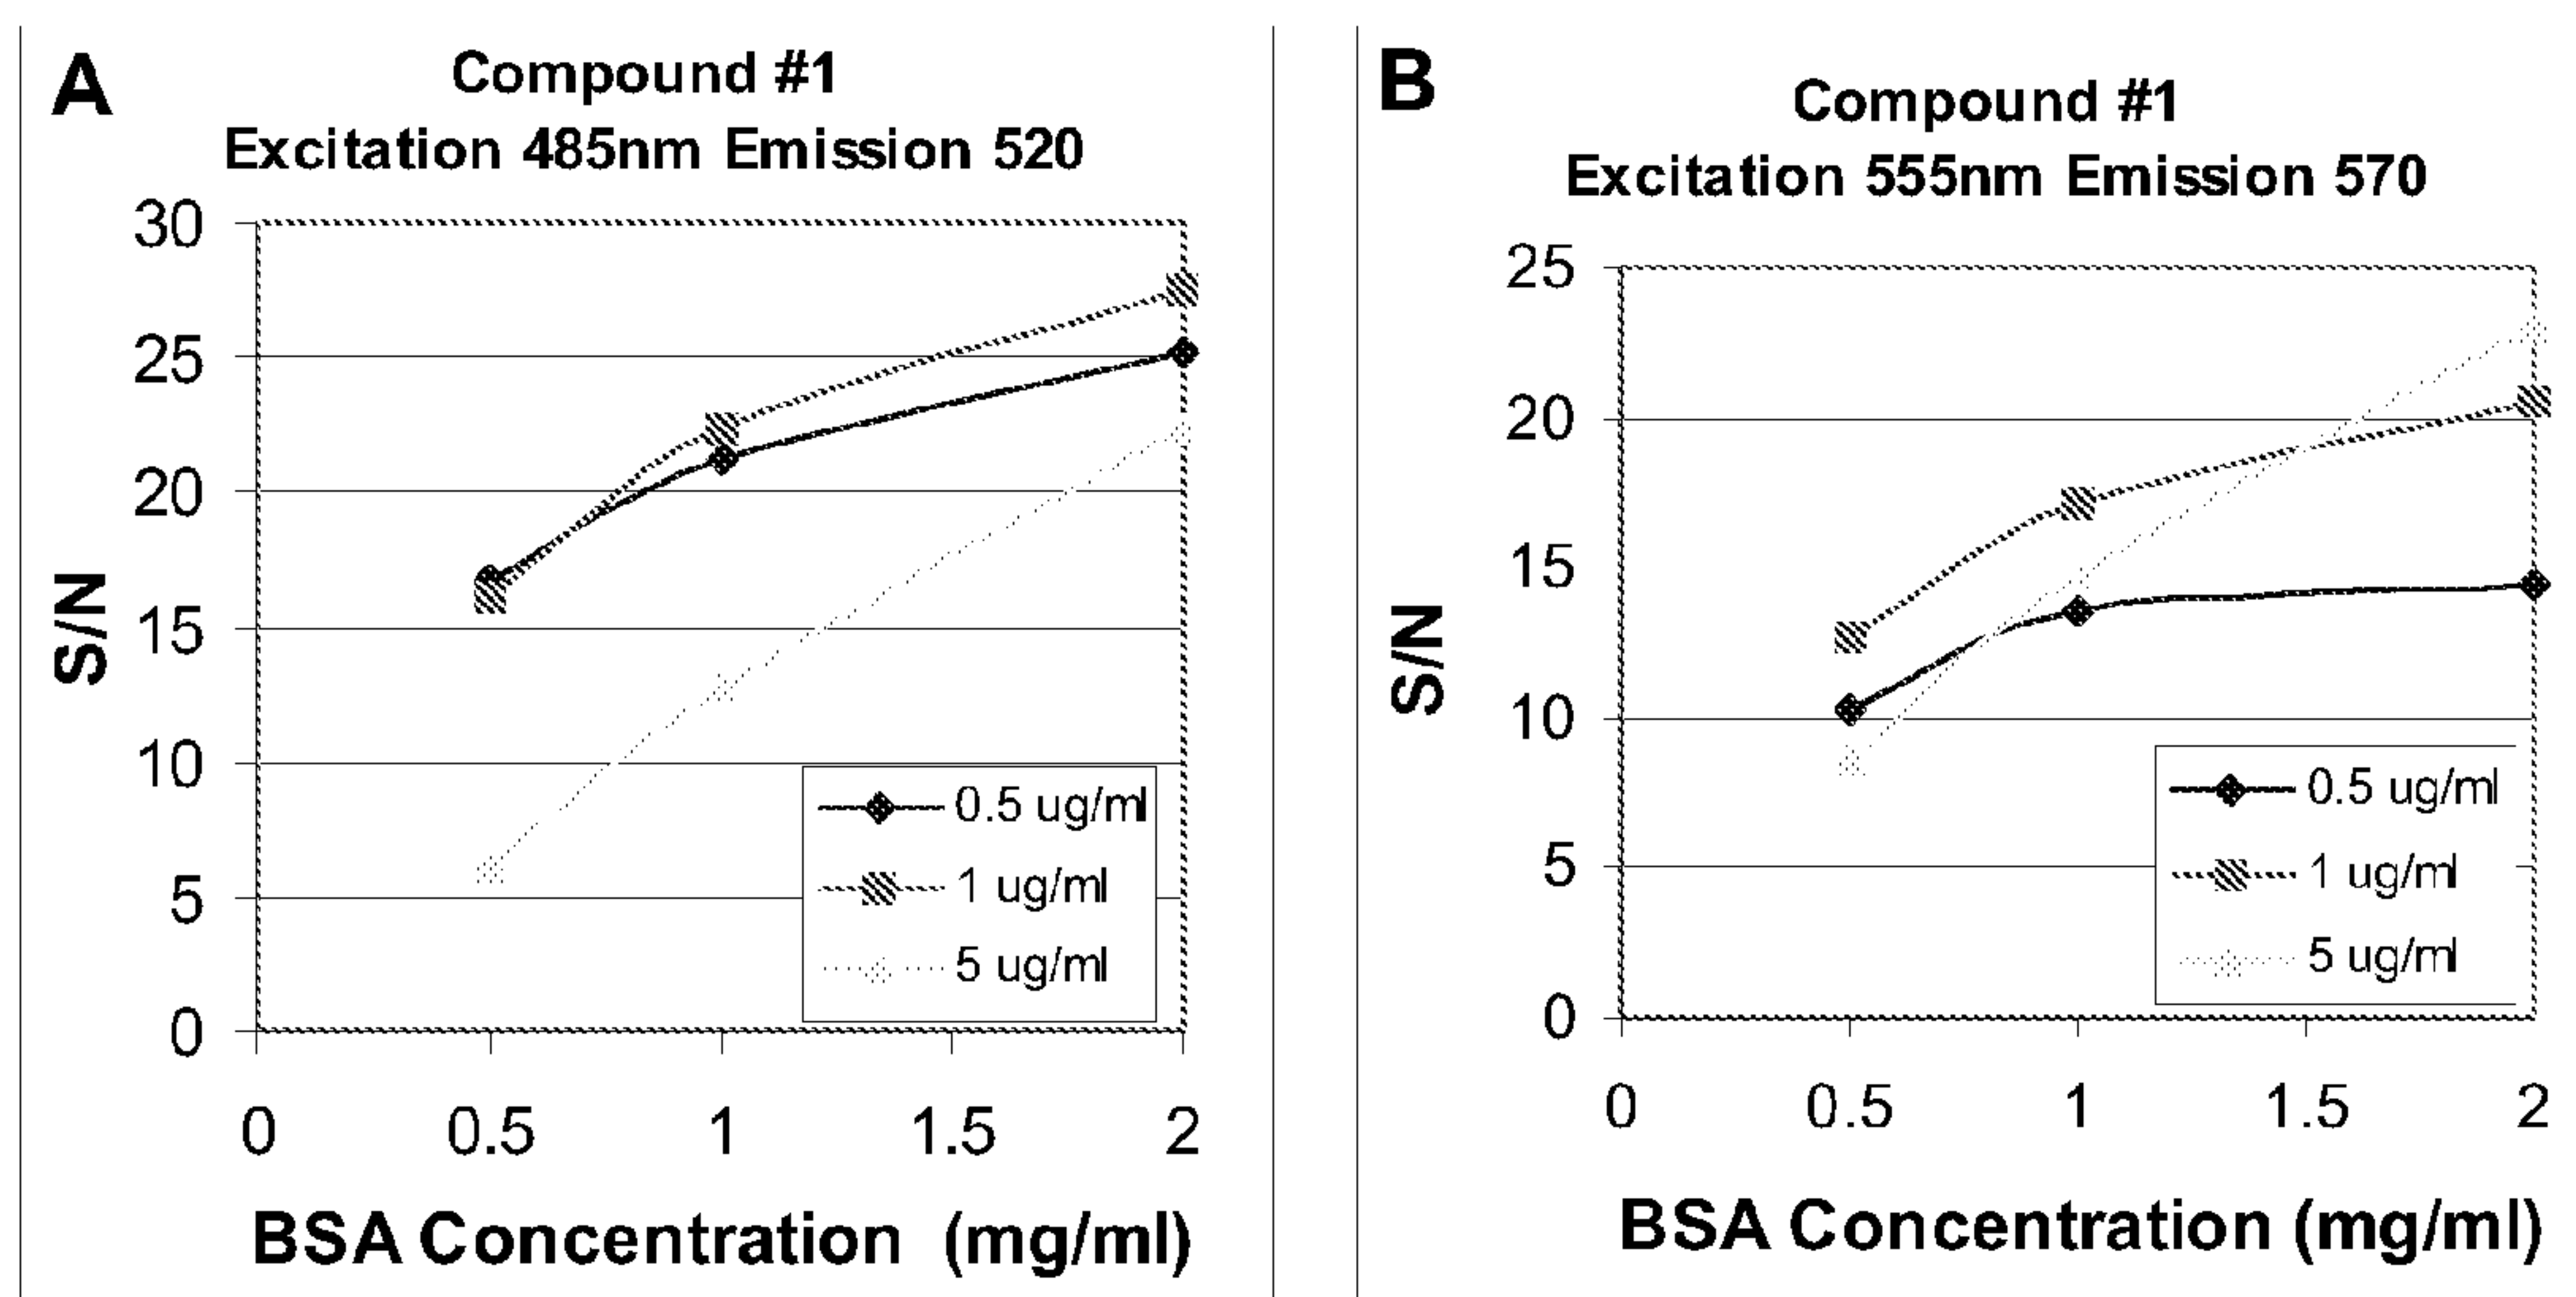 A
Compound #1
Excitation 485nm Emission 520
30
25
20
15
10
5
0
S/N
0.5 ug/ml
1 ug/ml
5 ug/ml
0 0.5 1 1.5 2
BSA Concentration (mg/ml)
B
Compound #1
Excitation 555nm Emission 570
25
20
15
10
5
0
S/N
0.5 ug/ml
1 ug/ml
5 ug/ml
0 0.5 1 1.5 2
BSA Concentration (mg/ml)